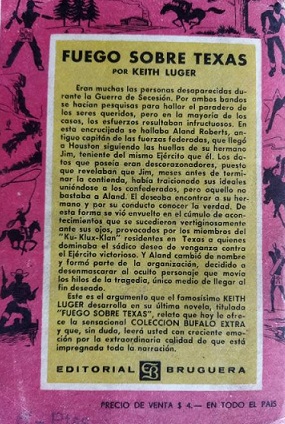 FUEGO SOBRE TEXAS
POR KEITH LUGER
Eran muchas las personas desaparecidas du-
rante la Guerra de Secesión. Por ambos bandos
se hacían pesquisas para hallar el paradero de
los seres queridos, pero en la mayoría de los
casos, los esfuerzos resultaban infructuosos. En
esta encrucijada se hallaba Aland Roberts, an-
tiguo capitán de las fuerzas federadas, que llegó
a Houston siguiendo las huellas de su hermano
Jim, teniente del mismo Ejército que él. Los da-
tos que poseía eran descorazonadores, puesto
que revelaban que Jim, meses antes de termi-
nar la contienda, había traicionado sus ideales
uniéndose a los confederados, pero aquello no
bastaba a Aland. El deseaba encontrar a su her-
mano y por su conducto conocer la verdad. De
esta forma se vió envuelto en el cúmulo de acon-
tecimientos que se sucedieron vertiginosamente
ante sus ojos, provocados por los miembros del
"Ku-Klux-Klan" residentes en Texas a quienes
dominaba el sádico deseo de venganza contra
el Ejército victorioso. Y Aland cambió de nombre
y formó parte de la organización, decidido a
desenmascarar al oculto personaje que movía
los hilos de la tragedia, único medio de llegar al
fin deseado.
Este es el argumento que el famosísimo KEITH
LUGER desarrolla en su última novela, titulada
"FUEGO SOBRE TEXAS", relato que hoy le ofre-
ce la sensacional COLECCION BUFALO EXTRA
y que, sin duda, leerá usted con creciente emo-
ción por la extraordinaria calidad de que está
impregnada toda la narración.
EDITORIAL B BRUGUERA
PRECIO DE VENTA $ 4.— EN TODO EL PAIS